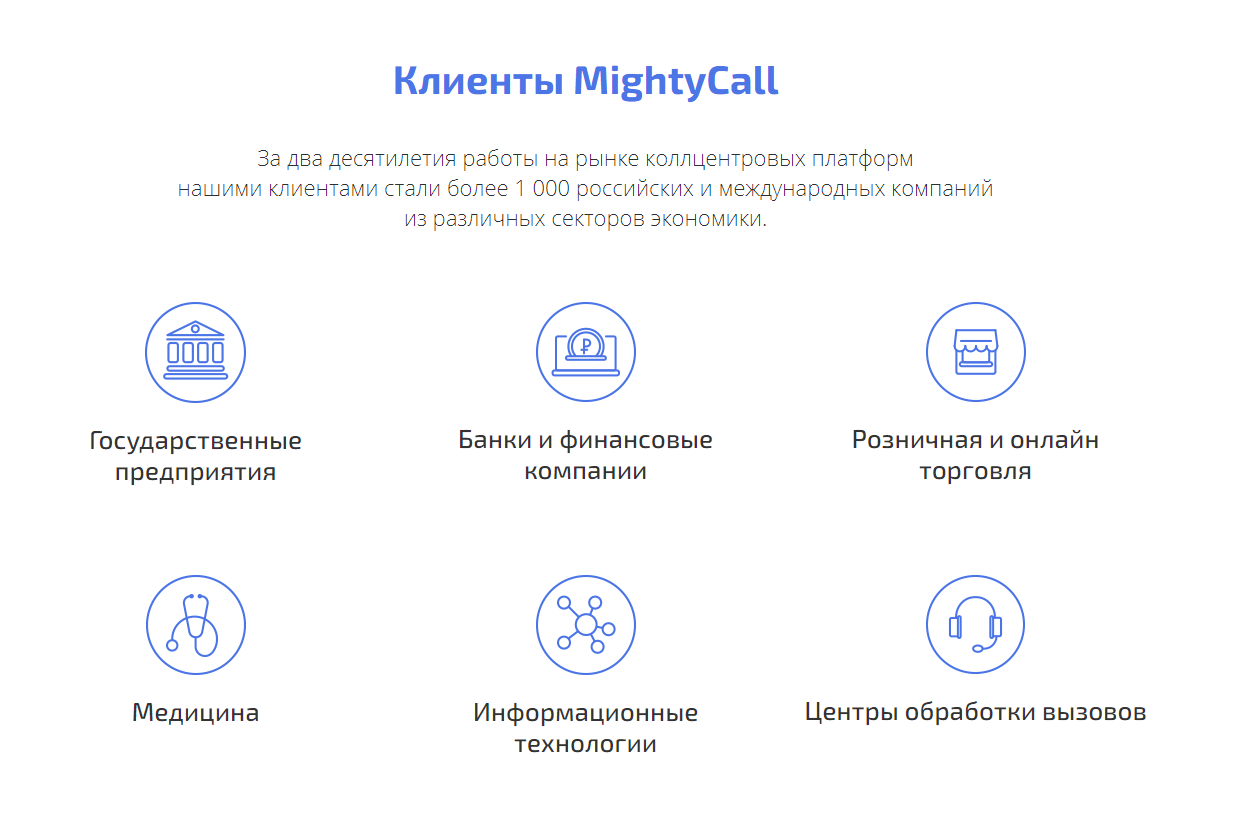 Клиенты MightyCall
За два десятилетия работы на рынке коллцентровых платформ
нашими клиентами стали более 1 000 российских и международных компаний
из различных секторов экономики.
Государственные
предприятия
Банки и финансовые
компании
Розничная и онлайн
торговля
Медицина
Информационные
технологии
Центры обработки вызовов